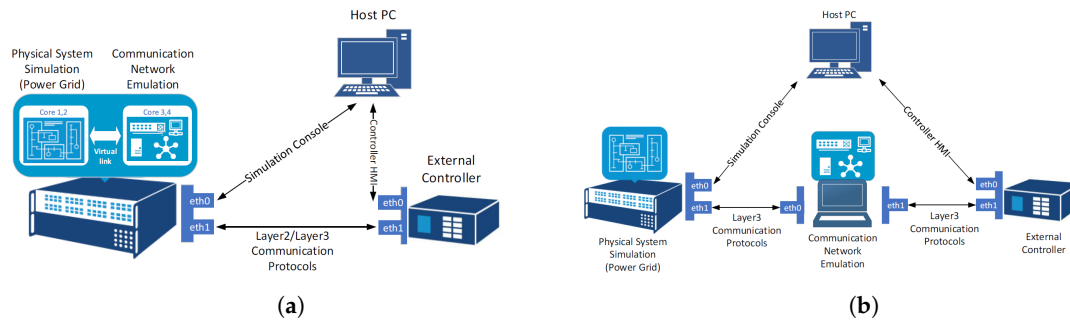 Host PC
Physical System
Simulation
(Power Grid)
Communication
Network
Emulation
Core 1,2
Core 3,4
Virtual
link
Simulation Console
Controller HMI
External
Controller
eth0
eth1
eth0
eth1
Layer2/Layer3
Communication
Protocols
(a)
Host PC
Simulation Console
Controller HMI
eth0
eth1
eth0
eth1
eth0
eth1
Layer3
Communication
Protocols
Layer3
Communication
Protocols
Physical System
Simulation
(Power Grid)
Communication
Network
Emulation
External
Controller
(b)